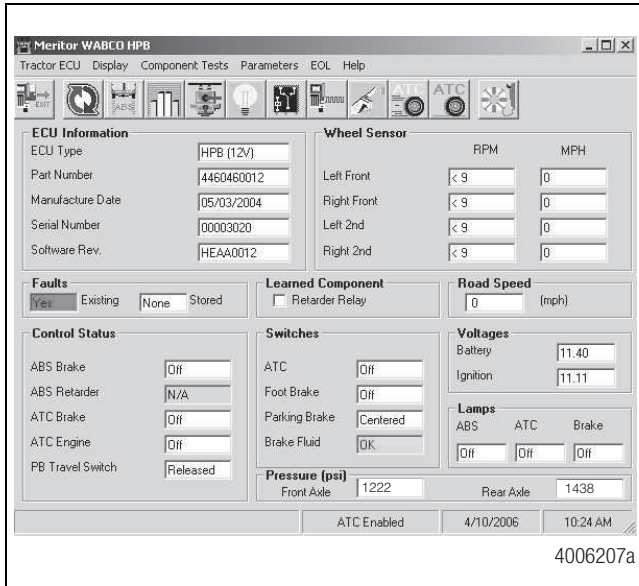 Meritor WABCO HPB
Tractor ECU Display Component Tests Parameters EOL Help
EXIT ABS ATC ATC
ECU Information
ECU Type HPB (12V)
Part Number 4460460012
Manufacture Date 05/03/2004
Serial Number 00003020
Software Rev. HEAA0012
Wheel Sensor
RPM MPH
Left Front < 9 0
Right Front < 9 0
Left 2nd < 9 0
Right 2nd < 9 0
Faults
Yes Existing None Stored
Learned Component
Retarder Relay
Road Speed
0 (mph)
Control Status
ABS Brake Off
ABS Retarder N/A
ATC Brake Off
ATC Engine Off
PB Travel Switch Released
Switches
ATC Off
Foot Brake Off
Parking Brake Centered
Brake Fluid OK
Voltages
Battery 11.40
Ignition 11.11
Lamps
ABS ATC Brake
Off Off Off
Pressure (psi)
Front Axle 1222 Rear Axle 1438
ATC Enabled 4/10/2006 10:24 AM
4006207a